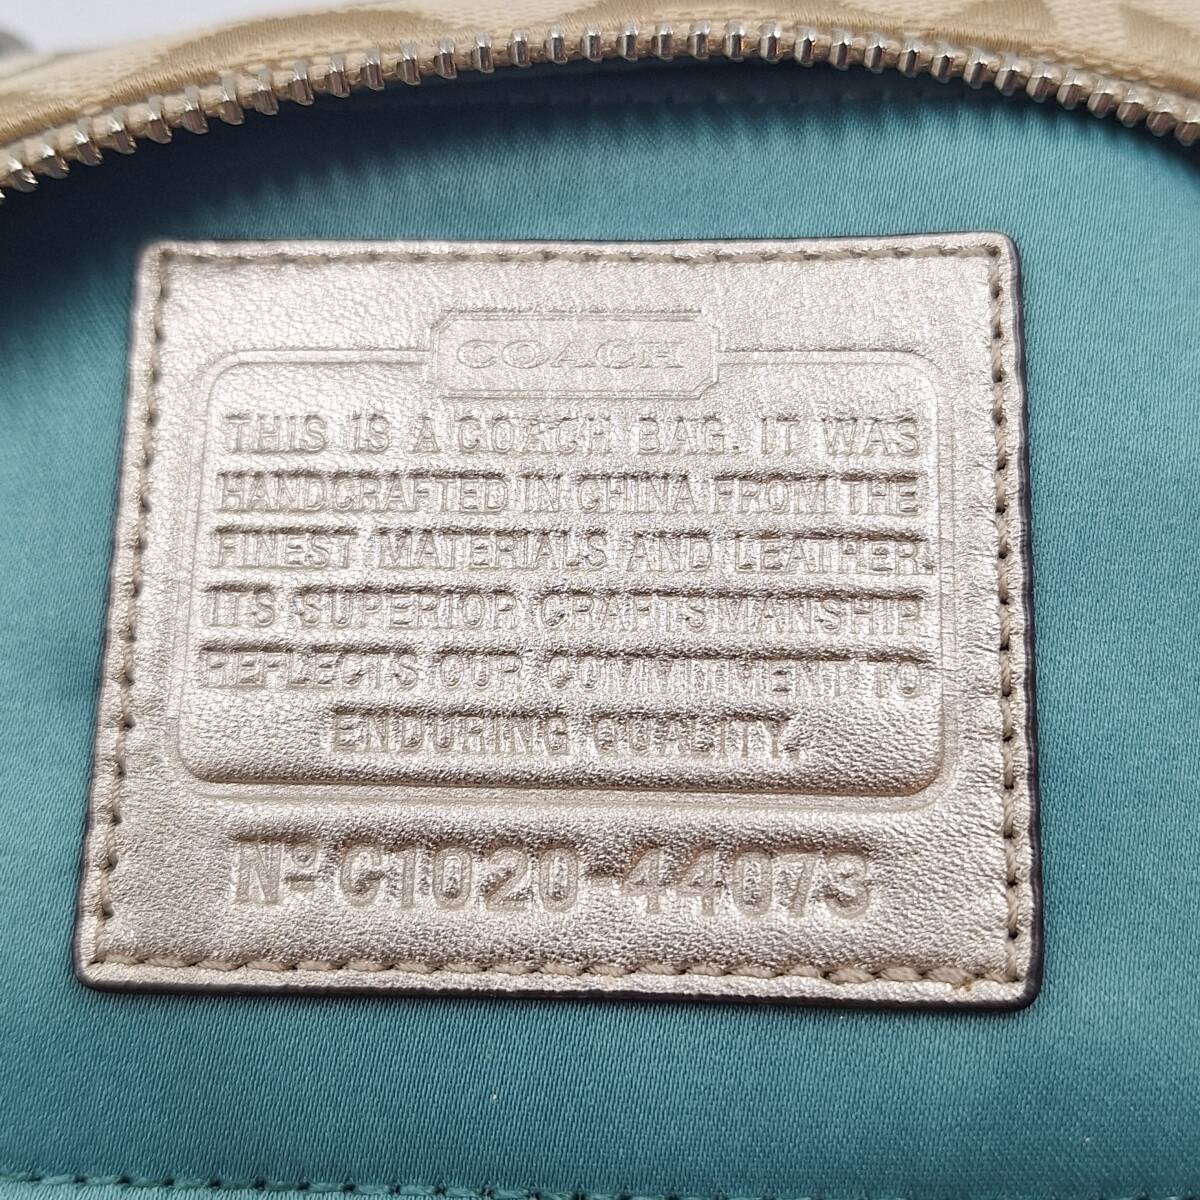 COACH
THIS IS A COACH BAG. IT WAS
HANDCRAFTED IN CHINA FROM THE
FINEST MATERIALS AND LEATHER.
ITS SUPERIOR CRAFTSMANSHIP
REFLECTS OUR COMMITMENT TO
ENDURING QUALITY.
Nº C1020-44073